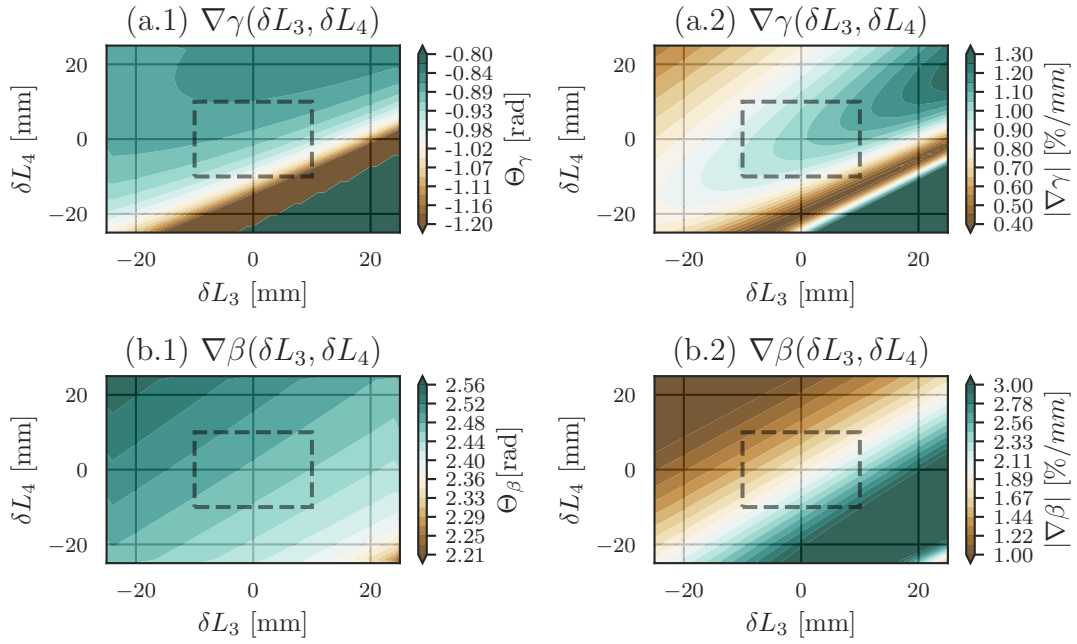 (a.1) ∇γ(δL₃, δL₄)
20
0
−20
δL₄ [mm]
−20 0 20
δL₃ [mm]
-0.80
-0.84
-0.89
-0.93
-0.98
-1.02
-1.07
-1.11
-1.16
-1.20
Θγ [rad]
(a.2) ∇γ(δL₃, δL₄)
20
0
−20
δL₄ [mm]
−20 0 20
δL₃ [mm]
1.30
1.20
1.00
0.90
0.80
0.70
0.60
0.50
0.40
|∇γ| [%/mm]
(b.1) ∇β(δL₃, δL₄)
20
0
−20
δL₄ [mm]
−20 0 20
δL₃ [mm]
2.56
2.52
2.48
2.44
2.40
2.36
2.33
2.29
2.25
2.21
Θβ [rad]
(b.2) ∇β(δL₃, δL₄)
20
0
−20
δL₄ [mm]
−20 0 20
δL₃ [mm]
3.00
2.78
2.56
2.33
2.11
1.89
1.67
1.44
1.22
1.00
|∇β| [%/mm]